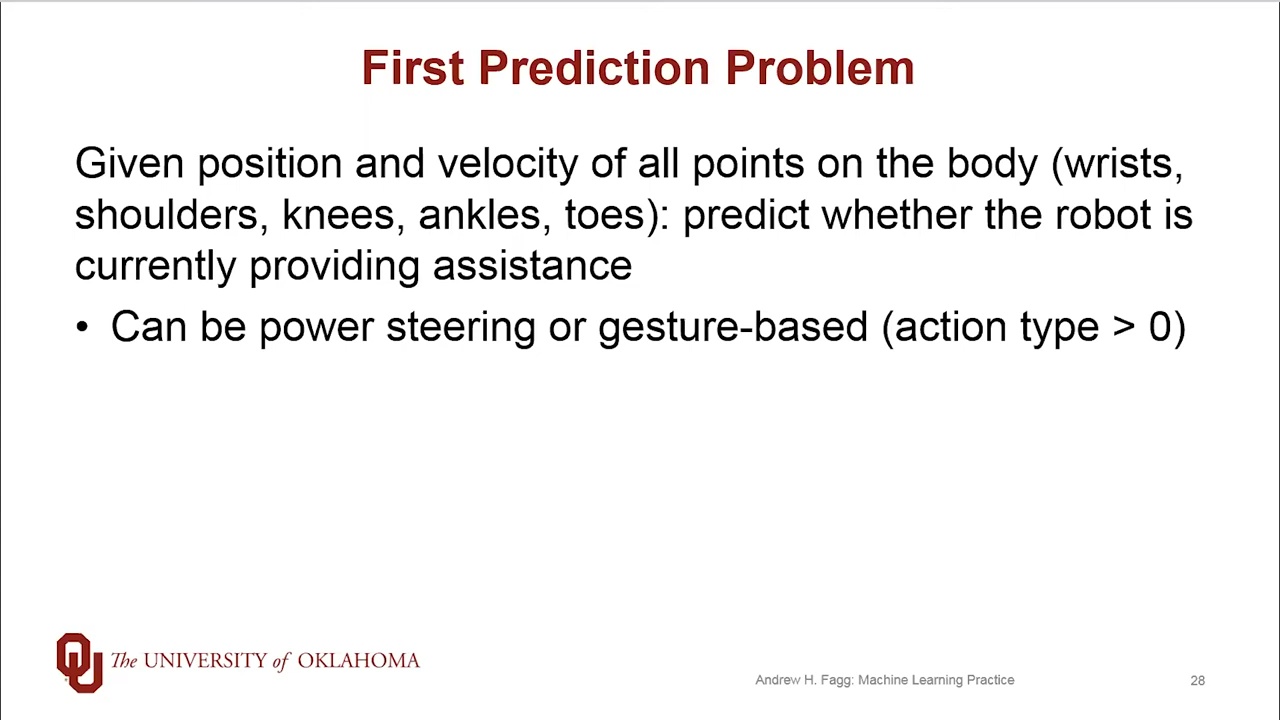 First Prediction Problem
Given position and velocity of all points on the body (wrists,
shoulders, knees, ankles, toes): predict whether the robot is
currently providing assistance
• Can be power steering or gesture-based (action type > 0)
The UNIVERSITY of OKLAHOMA
Andrew H. Fagg: Machine Learning Practice
28